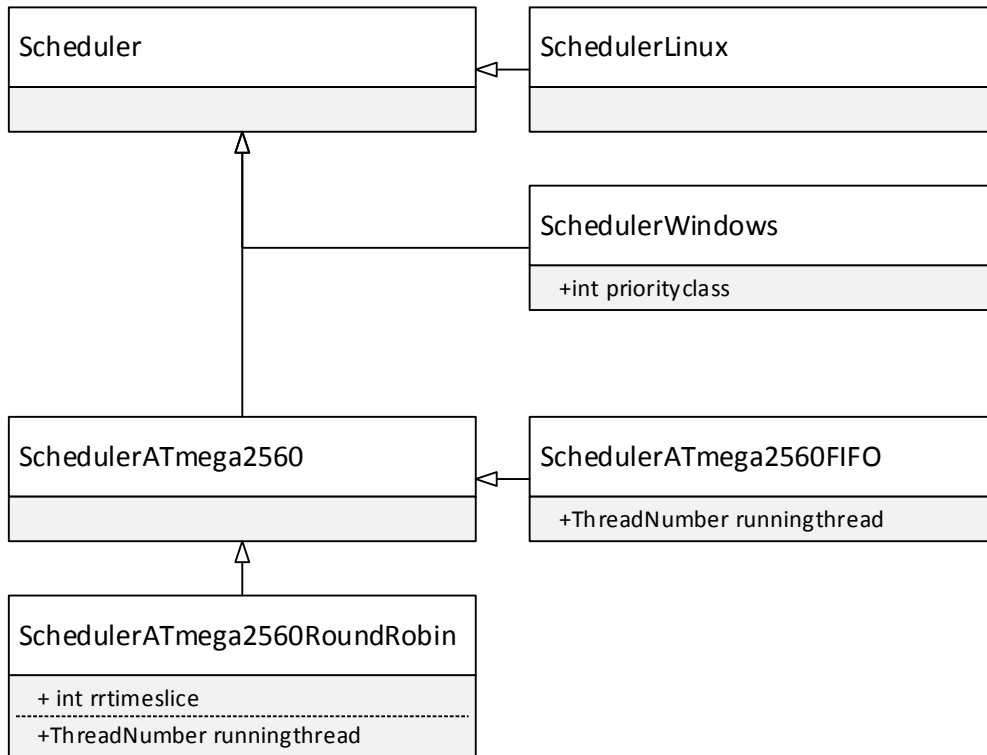 Scheduler
SchedulerLinux
SchedulerWindows
+int priorityclass
SchedulerATmega2560
SchedulerATmega2560FIFO
+ThreadNumber runningthread
SchedulerATmega2560RoundRobin
+ int rrtimeslice
+ThreadNumber runningthread